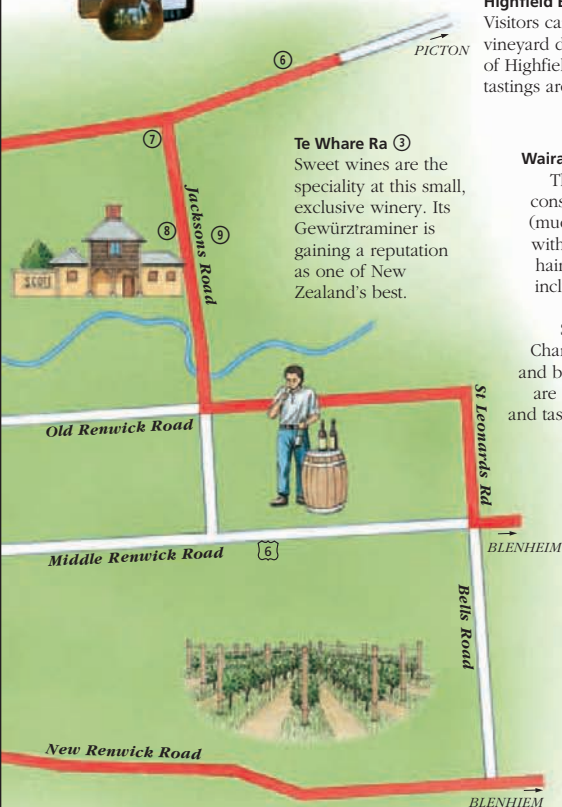 Highfield E
Visitors ca
vineyard d
of Highfiel
tastings are
PICTON
6
7
Te Whare Ra 3
Sweet wines are the
speciality at this small,
exclusive winery. Its
Gewürztraminer is
gaining a reputation
as one of New
Zealand's best.
Waira
Th
cons
(muc
with
hair
incl
S
Char
and b
are
and tas
Jacksons Road
8
9
SCOTT
Old Renwick Road
St Leonards Rd
Middle Renwick Road
6
BLENHEIM
Bells Road
New Renwick Road
BLENHIEM